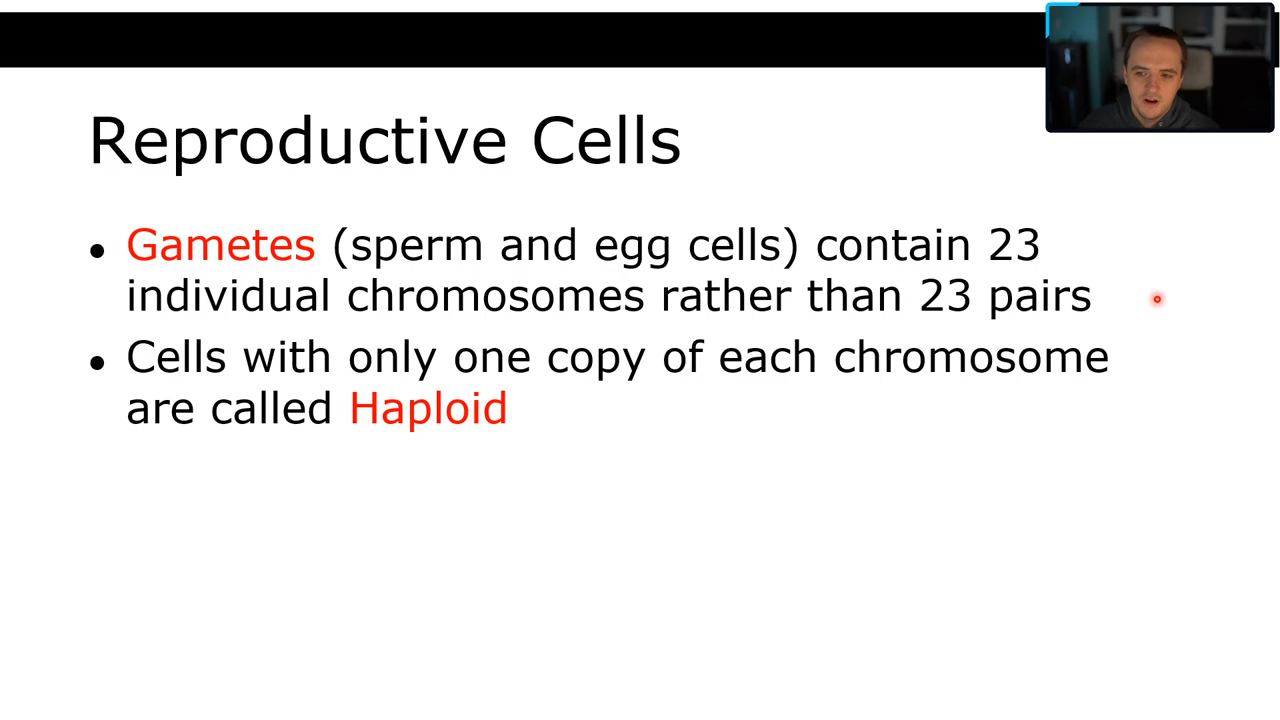 Reproductive Cells
• Gametes (sperm and egg cells) contain 23
individual chromosomes rather than 23 pairs
• Cells with only one copy of each chromosome
are called Haploid